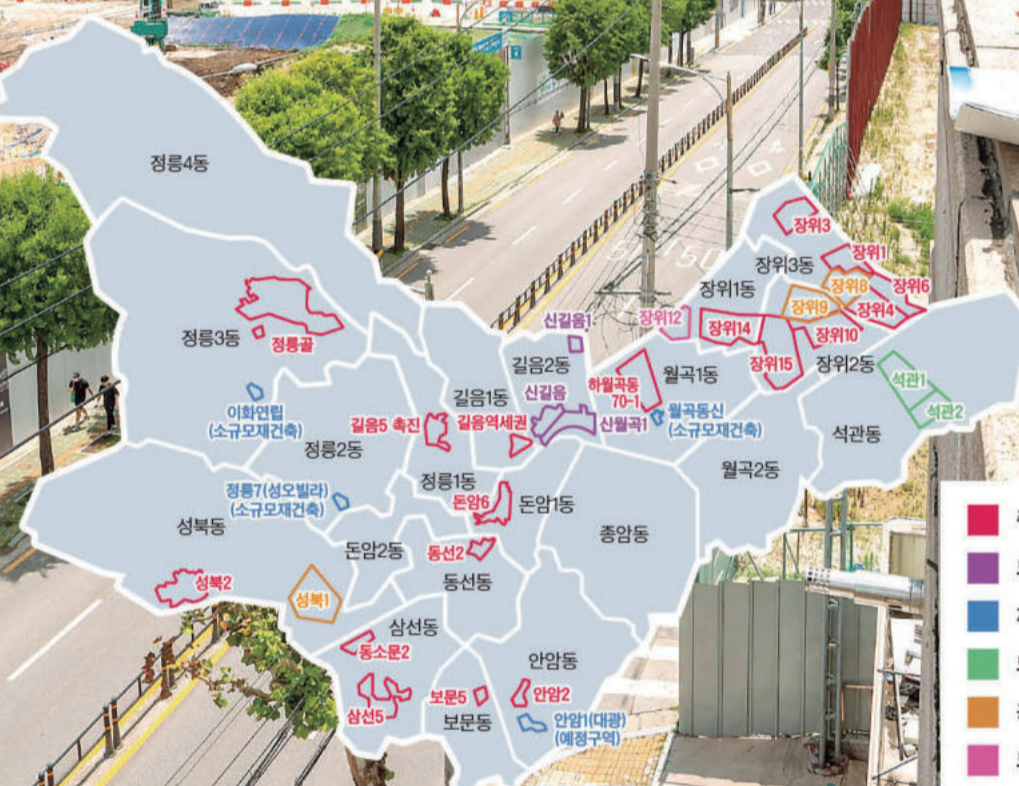 정릉4동
장위3
장위3동
장위1
장위1동
장위8
장위6
장위9
장위4
정릉3동
정릉골
신길음1
장위12
장위14
장위10
길음2동
장위15
장위2동
하월곡동
70-1
월곡1동
석관1
석관2
이화연립
(소규모재건축)
길음1동
신길음
길음5 촉진
길음역세권
신월곡1
월곡동신
(소규모재건축)
석관동
정릉2동
월곡2동
정릉1동
정릉7(성오빌라)
(소규모재건축)
돈암6
돈암1동
성북동
종암동
돈암2동
동선2
동선동
성북2
성북1
삼선동
동소문2
안암동
삼선5
보문5
안암2
보문동
안암1(대광)
(예정구역)